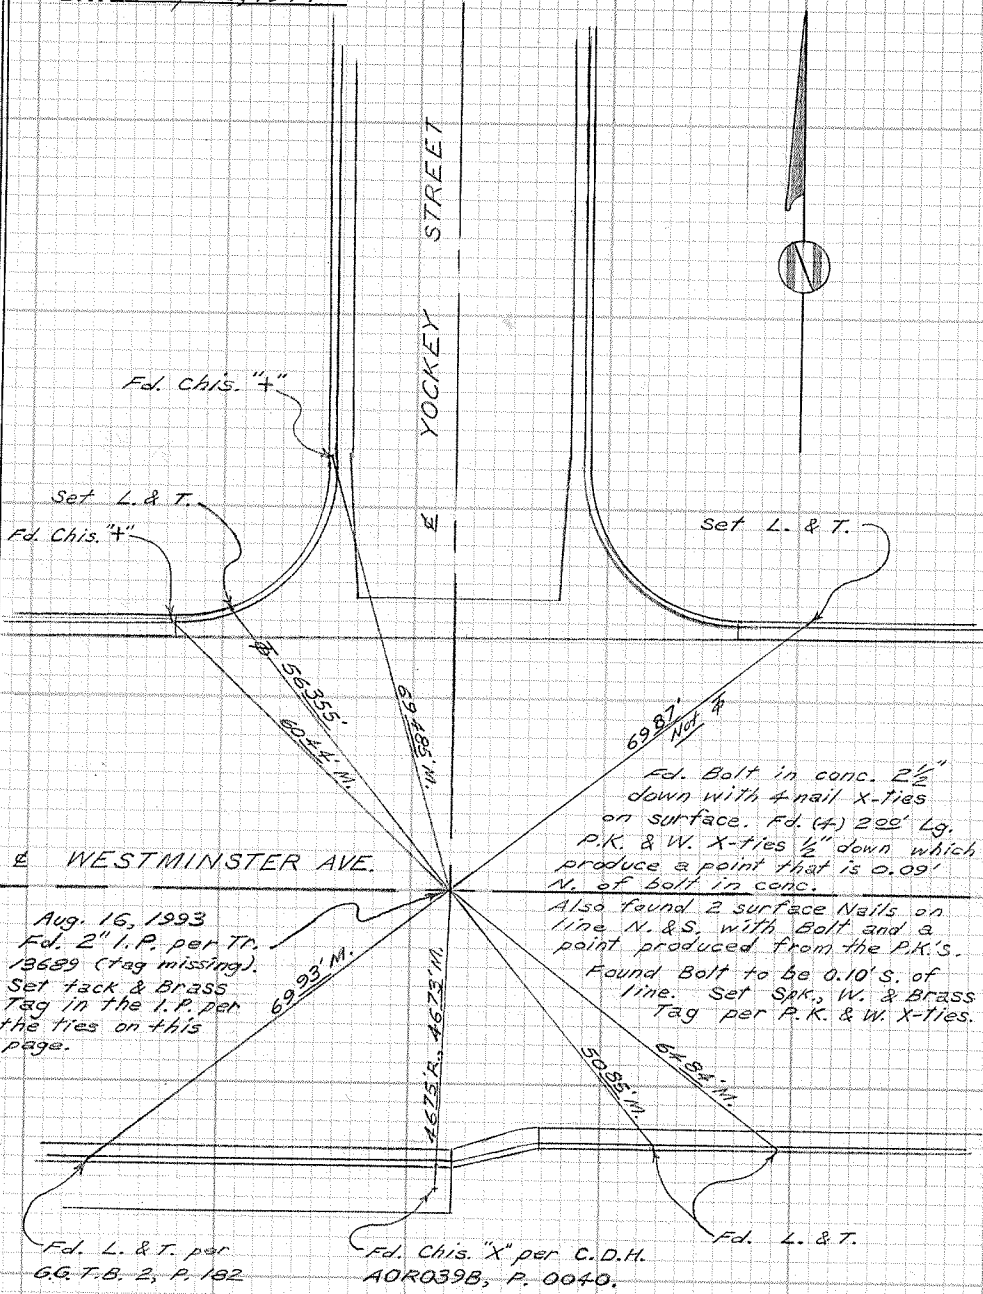 YOCKEY STREET
Fd. Chis. "+"
Set L. & T.
Fd. Chis. "+"
Set L. & T.
56.355'
60.44' M.
69.485' M.
69.87'
Not
Fd. Bolt in conc. 2½"
down with 4 nail X-ties
on surface. Fd. (4) 2.00' Lg.
P.K. & W. X-ties ½" down which
produce a point that is 0.09'
N. of bolt in conc.
Also found 2 surface Nails on
line N. & S. with Bolt and a
point produced from the P.K.'s.
Found Bolt to be 0.10' S. of
line. Set Spk., W. & Brass
Tag per P.K. & W. X-ties.
℄ WESTMINSTER AVE.
Aug. 16, 1993
Fd. 2" I.P. per Tr.
13689 (tag missing).
Set tack & Brass
Tag in the I.P. per
the ties on this
page.
69.93' M.
46.75' R., 46.73' M.
50.85' M.
64.84' M.
Fd. L. & T. per
G.G. T.B. 2, P. 182
Fd. Chis. "X" per C.D.H.
AOR039B, P. 0040.
Fd. L. & T.